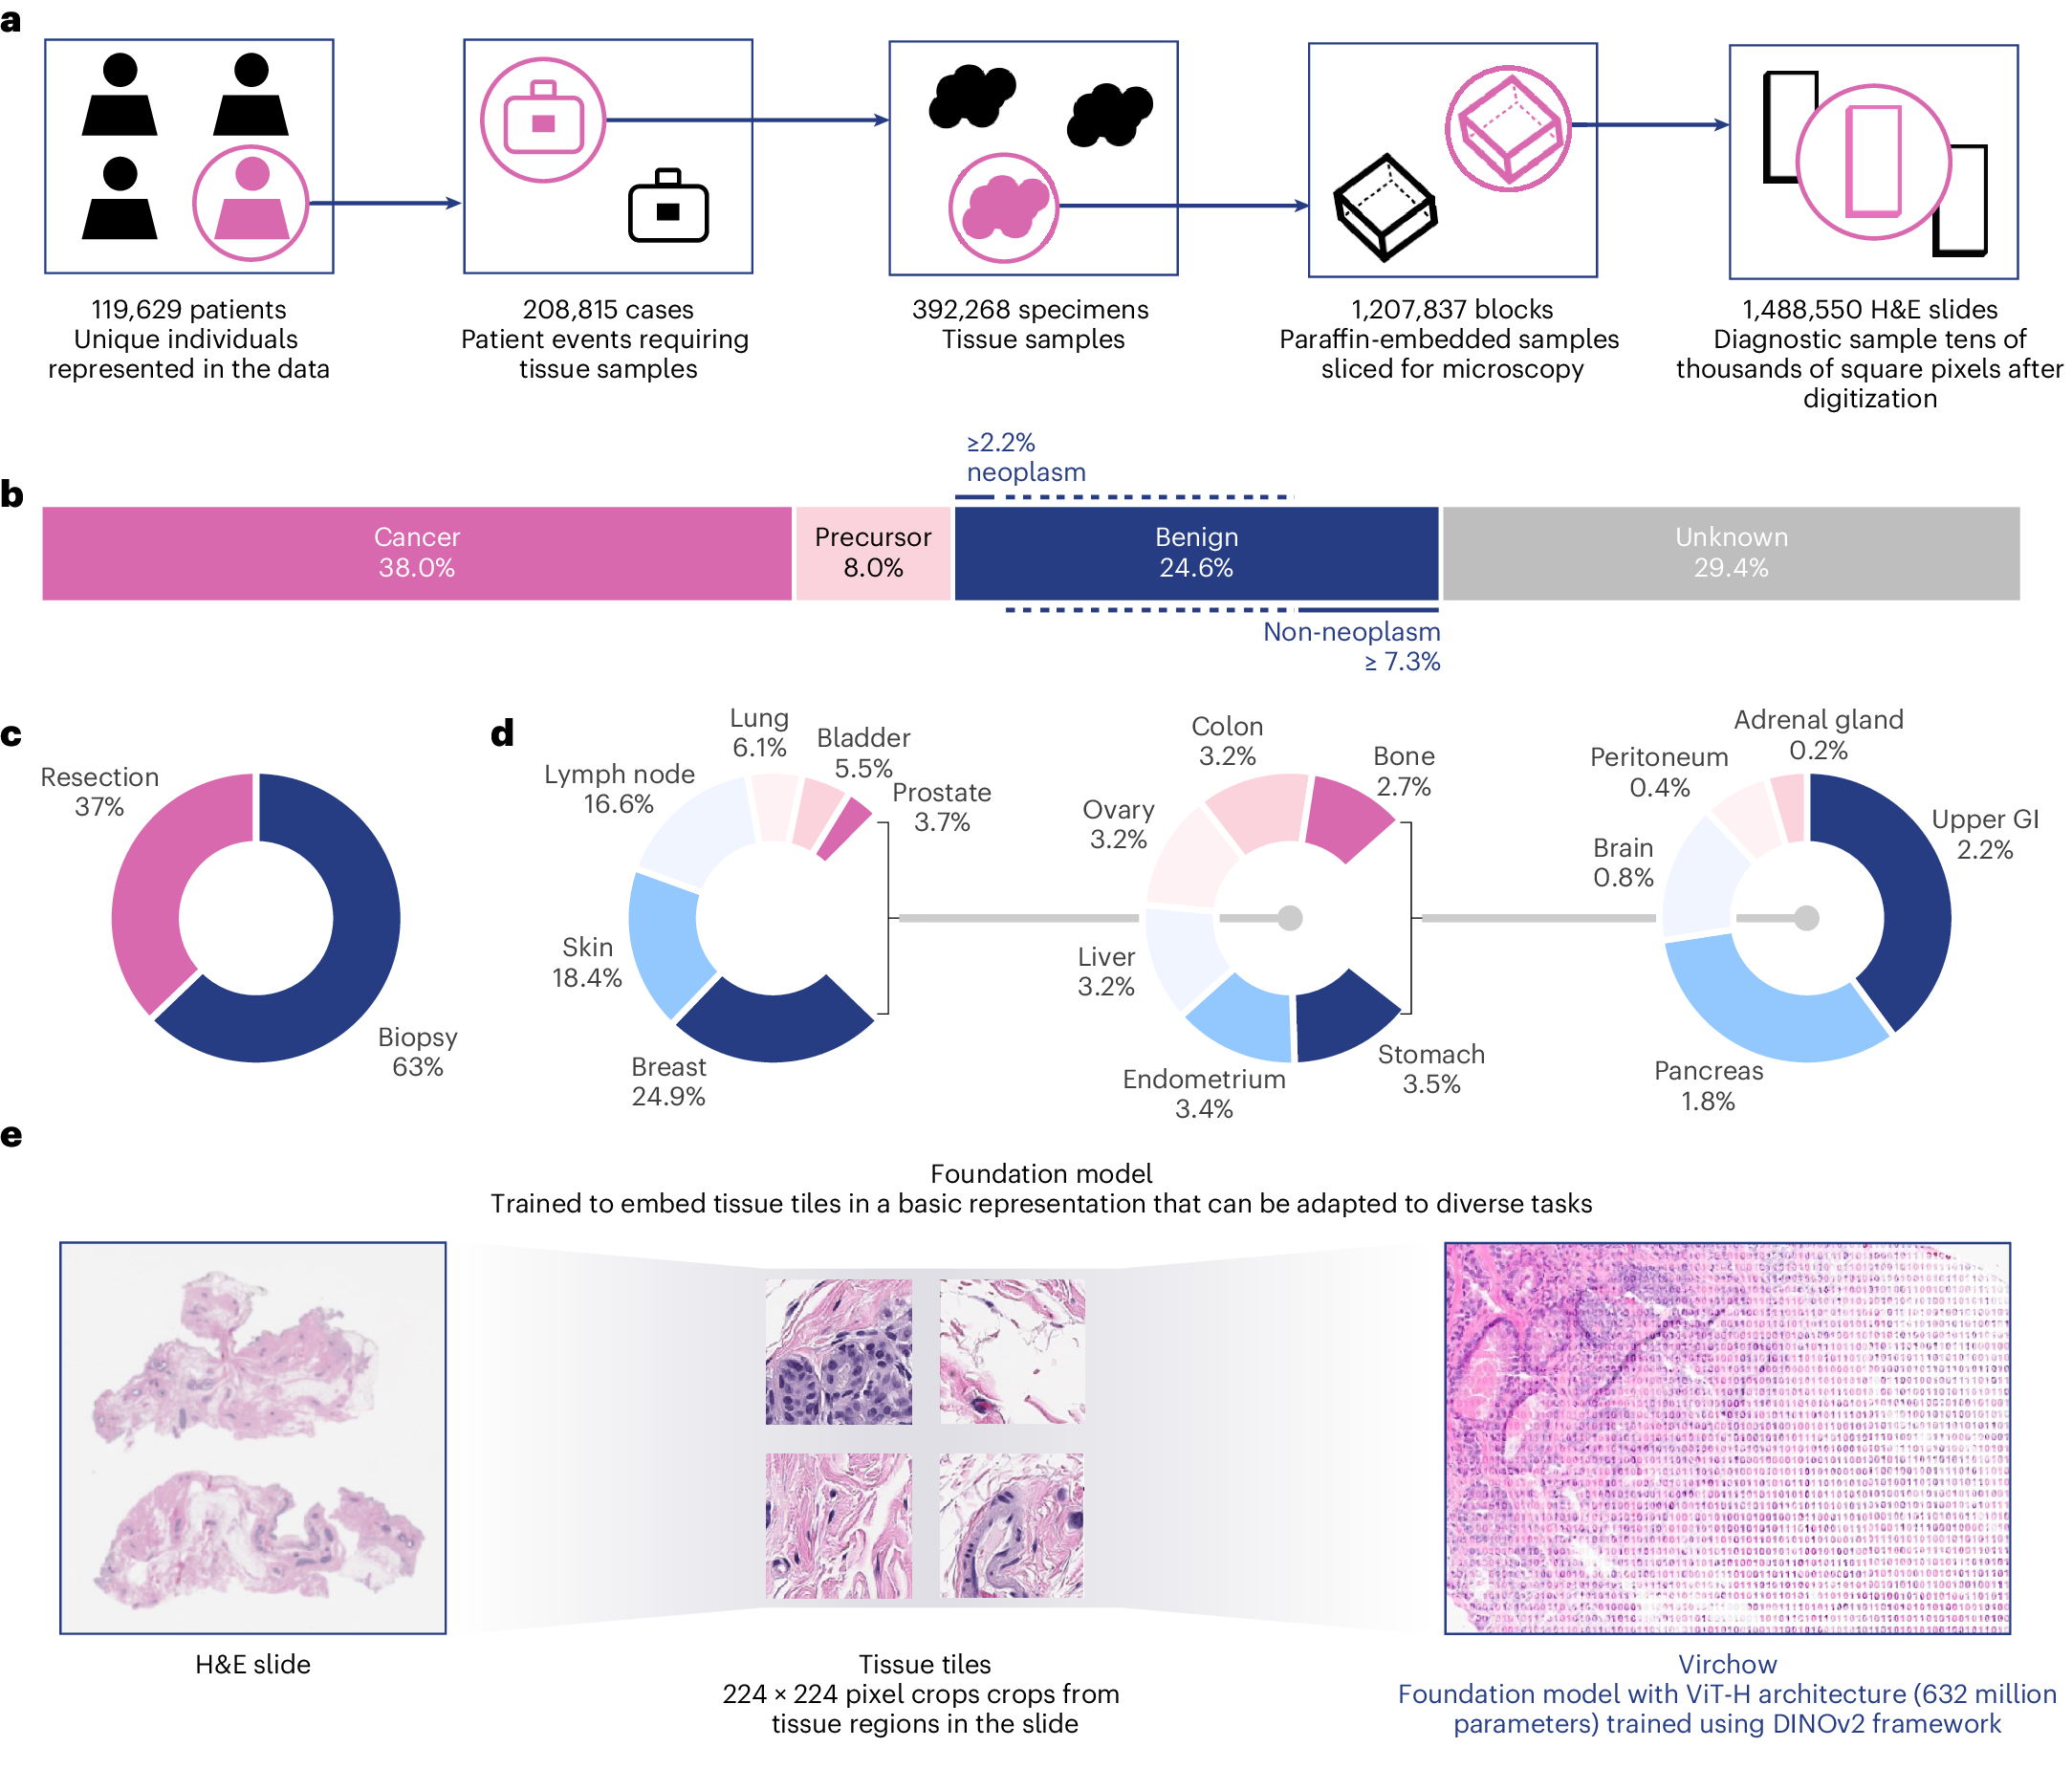 a
119,629 patients
Unique individuals
represented in the data
208,815 cases
Patient events requiring
tissue samples
392,268 specimens
Tissue samples
1,207,837 blocks
Paraffin-embedded samples
sliced for microscopy
1,488,550 H&E slides
Diagnostic sample tens of
thousands of square pixels after
digitization
b
≥2.2%
neoplasm
Cancer
38.0%
Precursor
8.0%
Benign
24.6%
Unknown
29.4%
Non-neoplasm
≥ 7.3%
c
Resection
37%
Biopsy
63%
d
Lung
6.1%
Bladder
5.5%
Prostate
3.7%
Lymph node
16.6%
Skin
18.4%
Breast
24.9%
Colon
3.2%
Bone
2.7%
Ovary
3.2%
Liver
3.2%
Endometrium
3.4%
Stomach
3.5%
Adrenal gland
0.2%
Peritoneum
0.4%
Brain
0.8%
Upper GI
2.2%
Pancreas
1.8%
e
Foundation model
Trained to embed tissue tiles in a basic representation that can be adapted to diverse tasks
H&E slide
Tissue tiles
224 × 224 pixel crops crops from
tissue regions in the slide
Virchow
Foundation model with ViT-H architecture (632 million
parameters) trained using DINOv2 framework